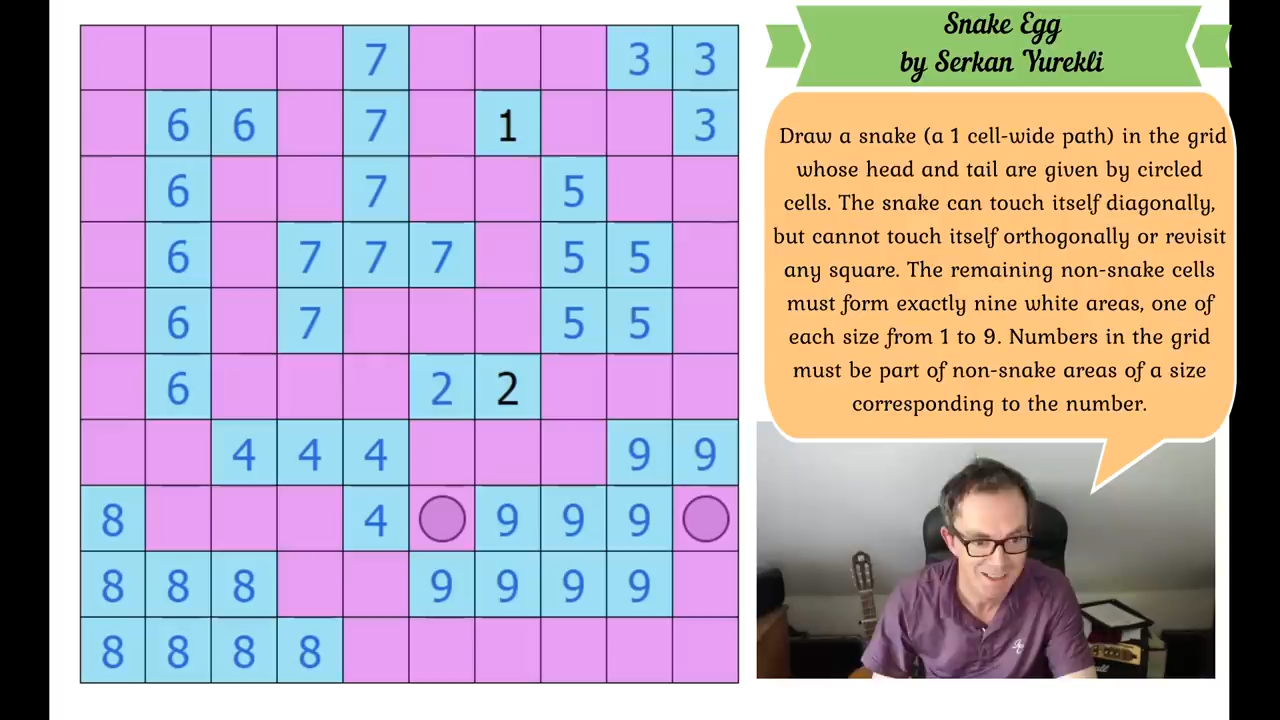 Snake Egg
by Serkan Yurekli
Draw a snake (a 1 cell-wide path) in the grid
whose head and tail are given by circled
cells. The snake can touch itself diagonally,
but cannot touch itself orthogonally or revisit
any square. The remaining non-snake cells
must form exactly nine white areas, one of
each size from 1 to 9. Numbers in the grid
must be part of non-snake areas of a size
corresponding to the number.
7 3 3
6 6 7 1 3
6 7 5
6 7 7 7 5 5
6 7 5 5
6 2 2
4 4 4 9 9
8 4 9 9 9
8 8 8 9 9 9 9
8 8 8 8